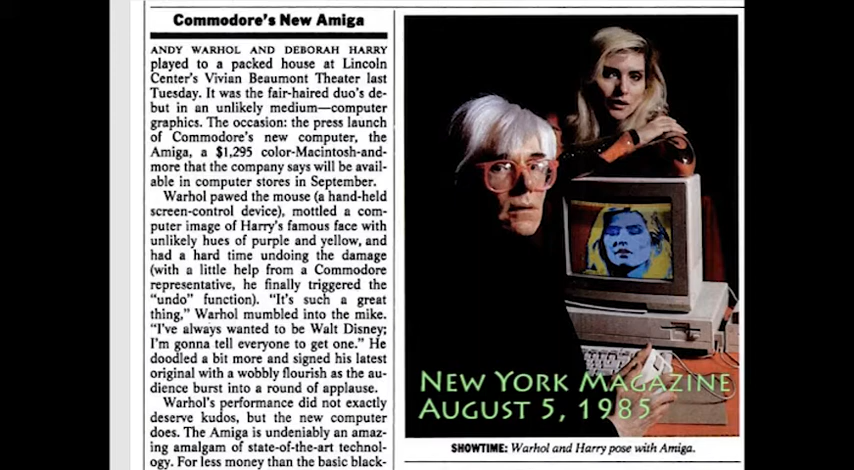 Commodore's New Amiga
ANDY WARHOL AND DEBORAH HARRY
played to a packed house at Lincoln
Center's Vivian Beaumont Theater last
Tuesday. It was the fair-haired duo's de-
but in an unlikely medium—computer
graphics. The occasion: the press launch
of Commodore's new computer, the
Amiga, a $1,295 color-Macintosh-and-
more that the company says will be avail-
able in computer stores in September.
Warhol pawed the mouse (a hand-held
screen-control device), mottled a com-
puter image of Harry's famous face with
unlikely hues of purple and yellow, and
had a hard time undoing the damage
(with a little help from a Commodore
representative, he finally triggered the
"undo" function). "It's such a great
thing," Warhol mumbled into the mike.
"I've always wanted to be Walt Disney;
I'm gonna tell everyone to get one." He
doodled a bit more and signed his latest
original with a wobbly flourish as the au-
dience burst into a round of applause.
Warhol's performance did not exactly
deserve kudos, but the new computer
does. The Amiga is undeniably an amaz-
ing amalgam of state-of-the-art technol-
ogy. For less money than the basic black-
NEW YORK MAGAZINE
AUGUST 5, 1985
SHOWTIME: Warhol and Harry pose with Amiga.